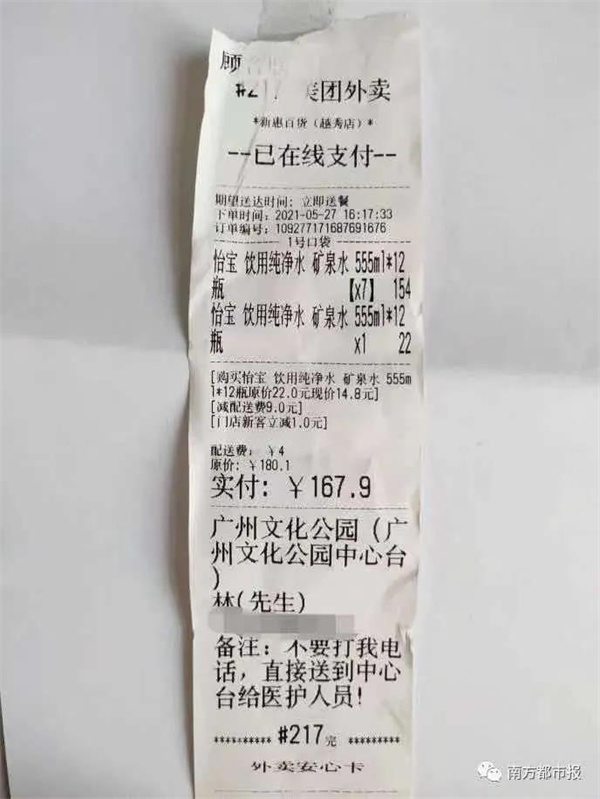 顾
#217 美团外卖
*新惠百货（越秀店）*
--已在线支付--
期望送达时间: 立即送餐
下单时间: 2021-05-27 16:17:33
订单编号: 109277171687691676
1号口袋
怡宝 饮用纯净水 矿泉水 555ml*12
瓶 【x7】 154
怡宝 饮用纯净水 矿泉水 555ml*12
瓶 x1 22
[购买怡宝 饮用纯净水 矿泉水 555m
l*12瓶原价22.0元现价14.8元]
[减配送费9.0元]
[门店新客立减1.0元]
配送费: ￥4
原价: ￥180.1
实付: ￥167.9
广州文化公园（广
州文化公园中心台
）
林(先生)
备注: 不要打我电
话，直接送到中心
台给医护人员!
********** #217完 *********
外卖安心卡
南方都市报